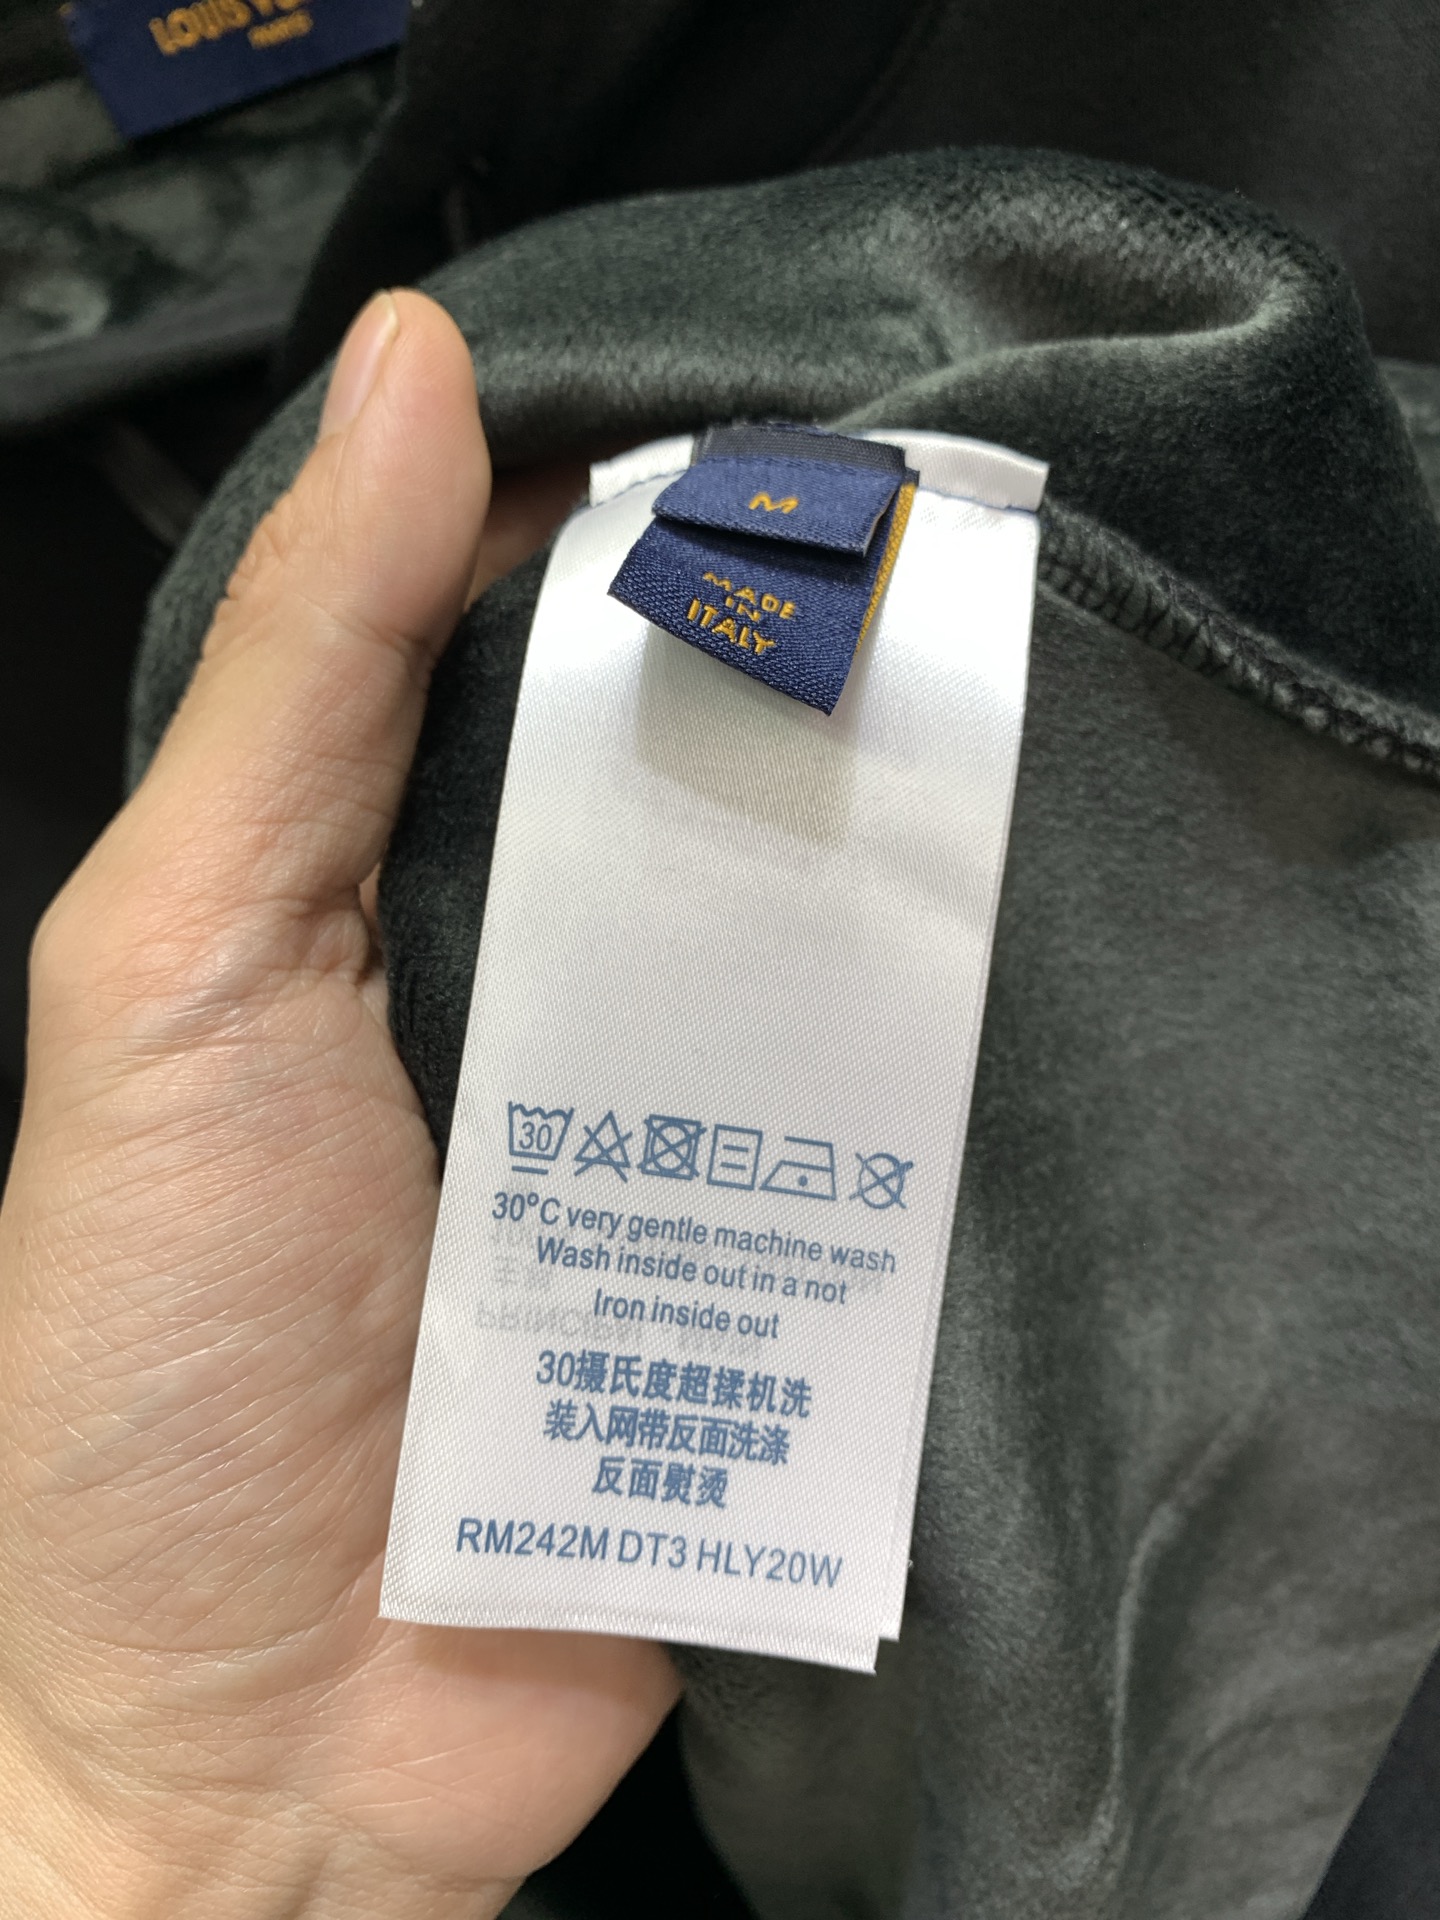 LOUIS
PARIS
M
MADE
IN
ITALY
30
30°C very gentle machine wash
Wash inside out in a not
Iron inside out
30摄氏度超揉机洗
装入网带反面洗涤
反面熨烫
RM242M DT3 HLY20W